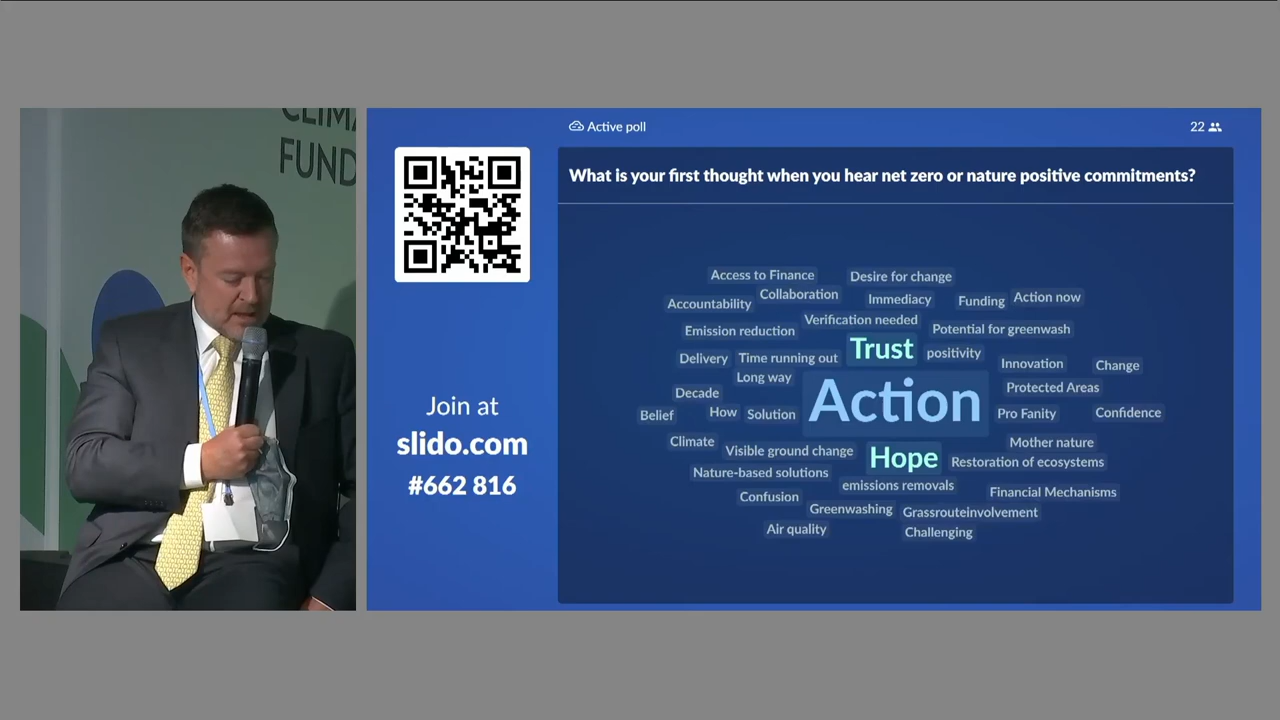 CLIMA
FUND
Active poll
22
What is your first thought when you hear net zero or nature positive commitments?
Join at
slido.com
#662 816
Access to Finance
Desire for change
Accountability
Collaboration
Immediacy
Funding
Action now
Emission reduction
Verification needed
Potential for greenwash
Delivery
Time running out
Trust
positivity
Innovation
Change
Long way
Decade
Action
Protected Areas
Belief
How
Solution
Pro Fanity
Confidence
Climate
Visible ground change
Hope
Mother nature
Restoration of ecosystems
Nature-based solutions
emissions removals
Financial Mechanisms
Confusion
Greenwashing
Grassrouteinvolvement
Air quality
Challenging